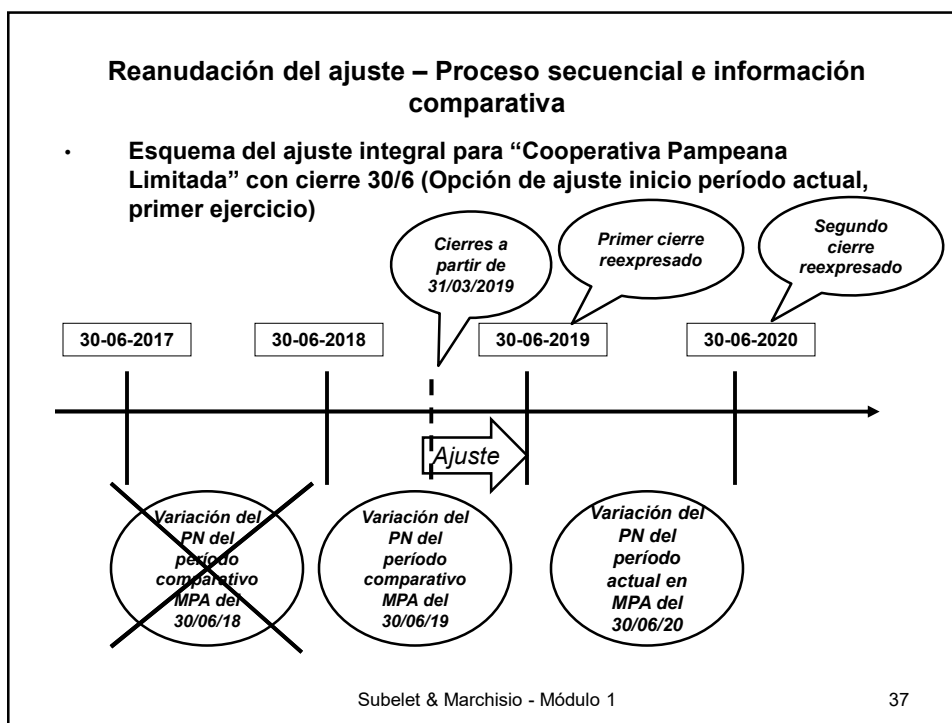 Reanudación del ajuste – Proceso secuencial e información
comparativa
• Esquema del ajuste integral para “Cooperativa Pampeana
Limitada” con cierre 30/6 (Opción de ajuste inicio período actual,
primer ejercicio)
Cierres a
partir de
31/03/2019
Primer cierre
reexpresado
Segundo
cierre
reexpresado
30-06-2017
30-06-2018
30-06-2019
30-06-2020
Ajuste
Variación del
PN del
período
comparativo
MPA del
30/06/18
Variación del
PN del
período
comparativo
MPA del
30/06/19
Variación del
PN del
período
actual en
MPA del
30/06/20
Subelet & Marchisio - Módulo 1
37